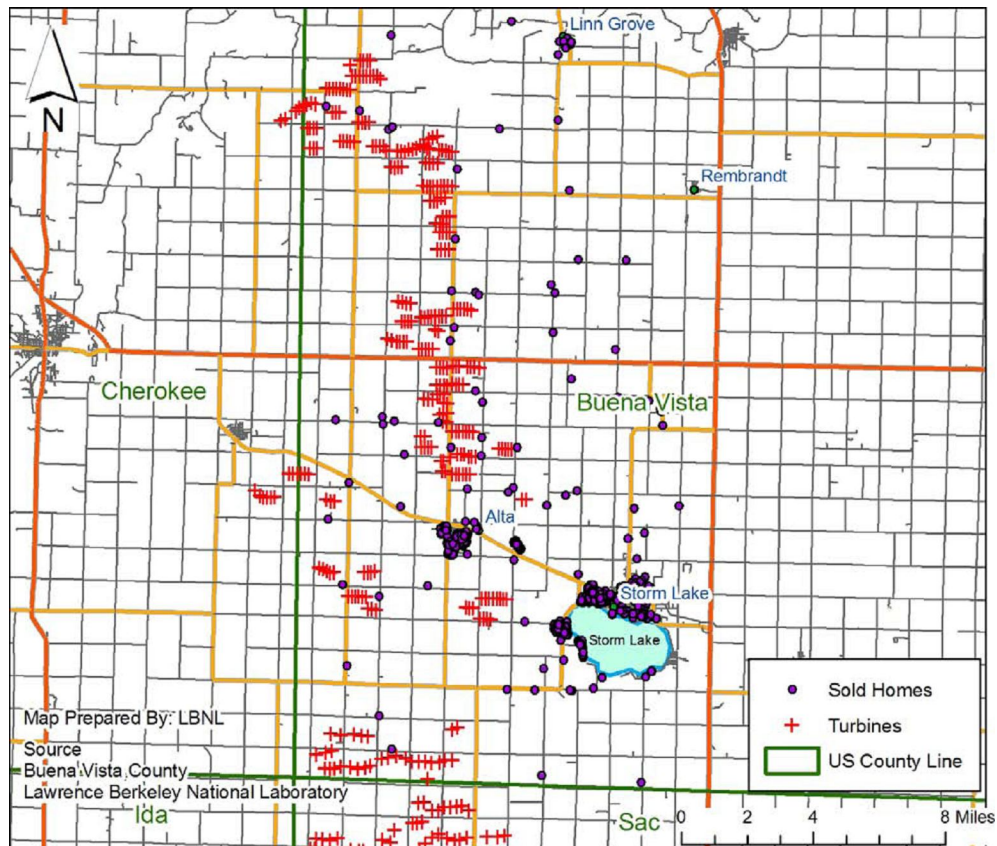 Linn Grove
N
Rembrandt
Cherokee
Buena Vista
Alta
Storm Lake
Storm Lake
Sold Homes
Turbines
US County Line
Map Prepared By: LBNL
Source
Buena Vista County
Lawrence Berkeley National Laboratory
Ida
Sac
0 2 4 8 Miles